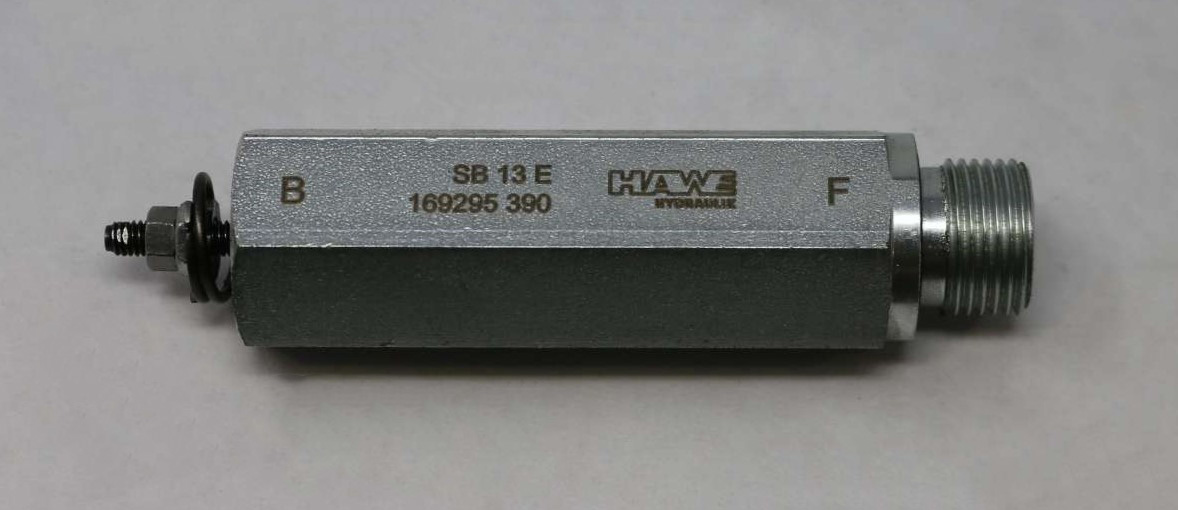 B
SB 13 E
169295 390
HAWE
HYDRAULIK
F